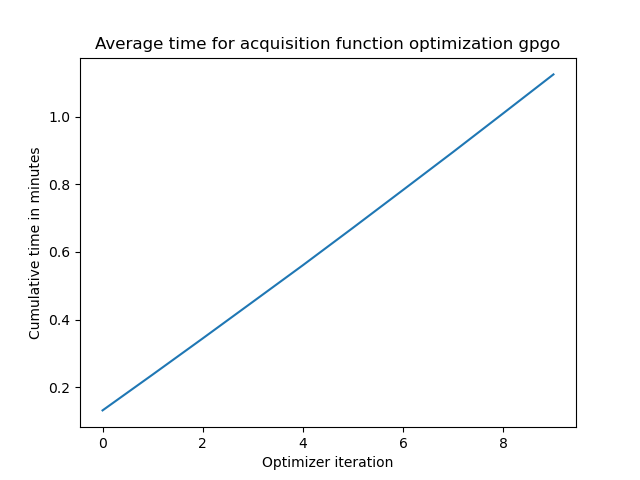 Average time for acquisition function optimization gpgo
Cumulative time in minutes
1.0
0.8
0.6
0.4
0.2
0 2 4 6 8
Optimizer iteration